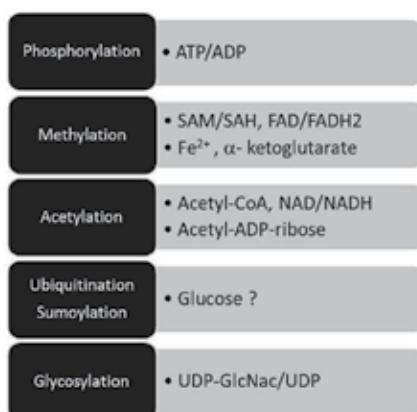 Phosphorylation
• ATP/ADP
Methylation
• SAM/SAH, FAD/FADH2
• Fe²⁺, α- ketoglutarate
Acetylation
• Acetyl-CoA, NAD/NADH
• Acetyl-ADP-ribose
Ubiquitination
Sumoylation
• Glucose ?
Glycosylation
• UDP-GlcNac/UDP